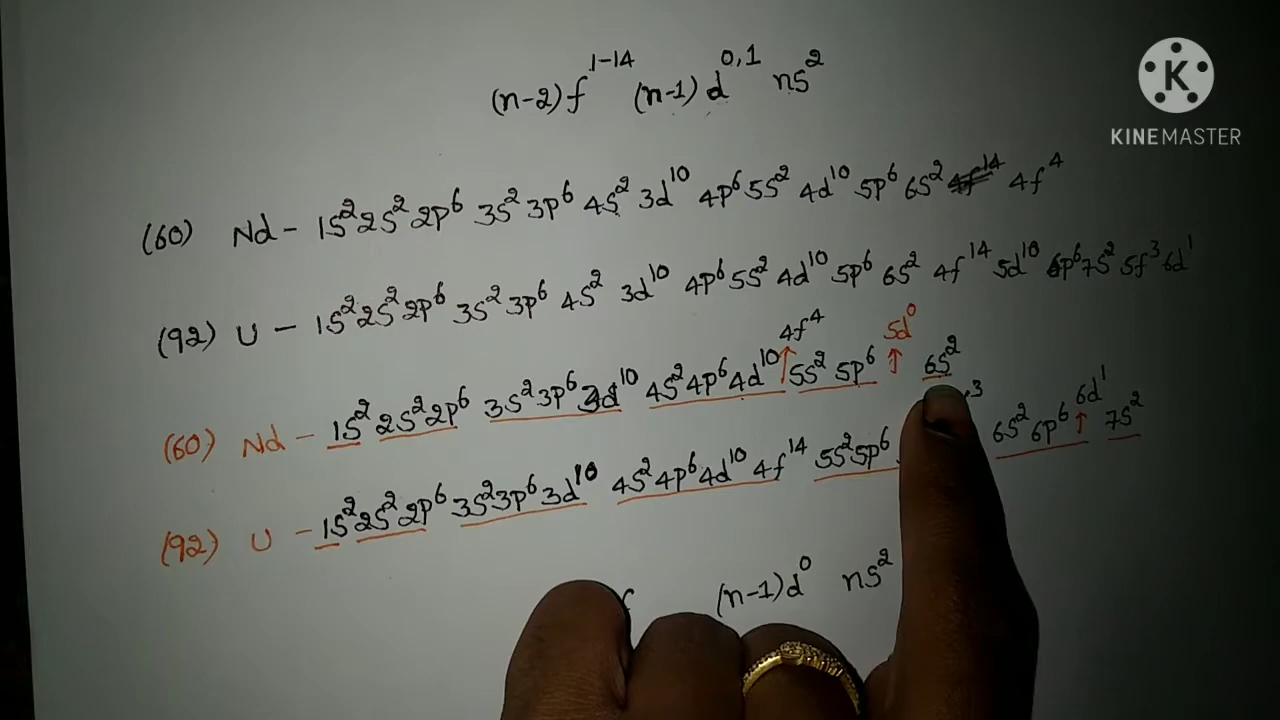 (n-2)f¹⁻¹⁴ (n-1)d⁰,¹ ns²
KINEMASTER
(60) Nd - 1s² 2s² 2p⁶ 3s² 3p⁶ 4s² 3d¹⁰ 4p⁶ 5s² 4d¹⁰ 5p⁶ 6s² 4f¹⁴ 4f⁴
(92) U - 1s² 2s² 2p⁶ 3s² 3p⁶ 4s² 3d¹⁰ 4p⁶ 5s² 4d¹⁰ 5p⁶ 6s² 4f¹⁴ 5d¹⁰ 6p⁶ 7s² 5f³ 6d¹
4f⁴ 5d⁰
(60) Nd - 1s² 2s² 2p⁶ 3s² 3p⁶ 3d¹⁰ 4s² 4p⁶ 4d¹⁰ ↑ 5s² 5p⁶ ↑ 6s²
³ 6d¹
(92) U - 1s² 2s² 2p⁶ 3s² 3p⁶ 3d¹⁰ 4s² 4p⁶ 4d¹⁰ 4f¹⁴ 5s² 5p⁶ 6s² 6p⁶ ↑ 7s²
(n-1)d⁰ ns²